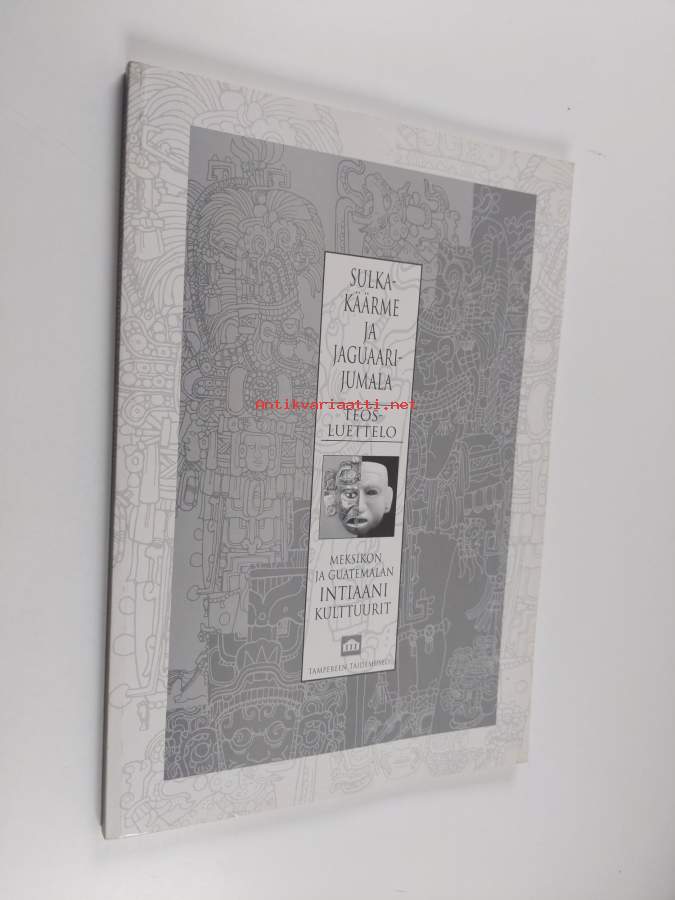 SULKA-
KÄÄRME
JA
JAGUAARI-
JUMALA
Antikvariaatti.net
TEOS-
LUETTELO
MEKSIKON
JA GUATEMALAN
INTIAANI
KULTTUURIT
TAMPEREEN TAIDEMUSEO